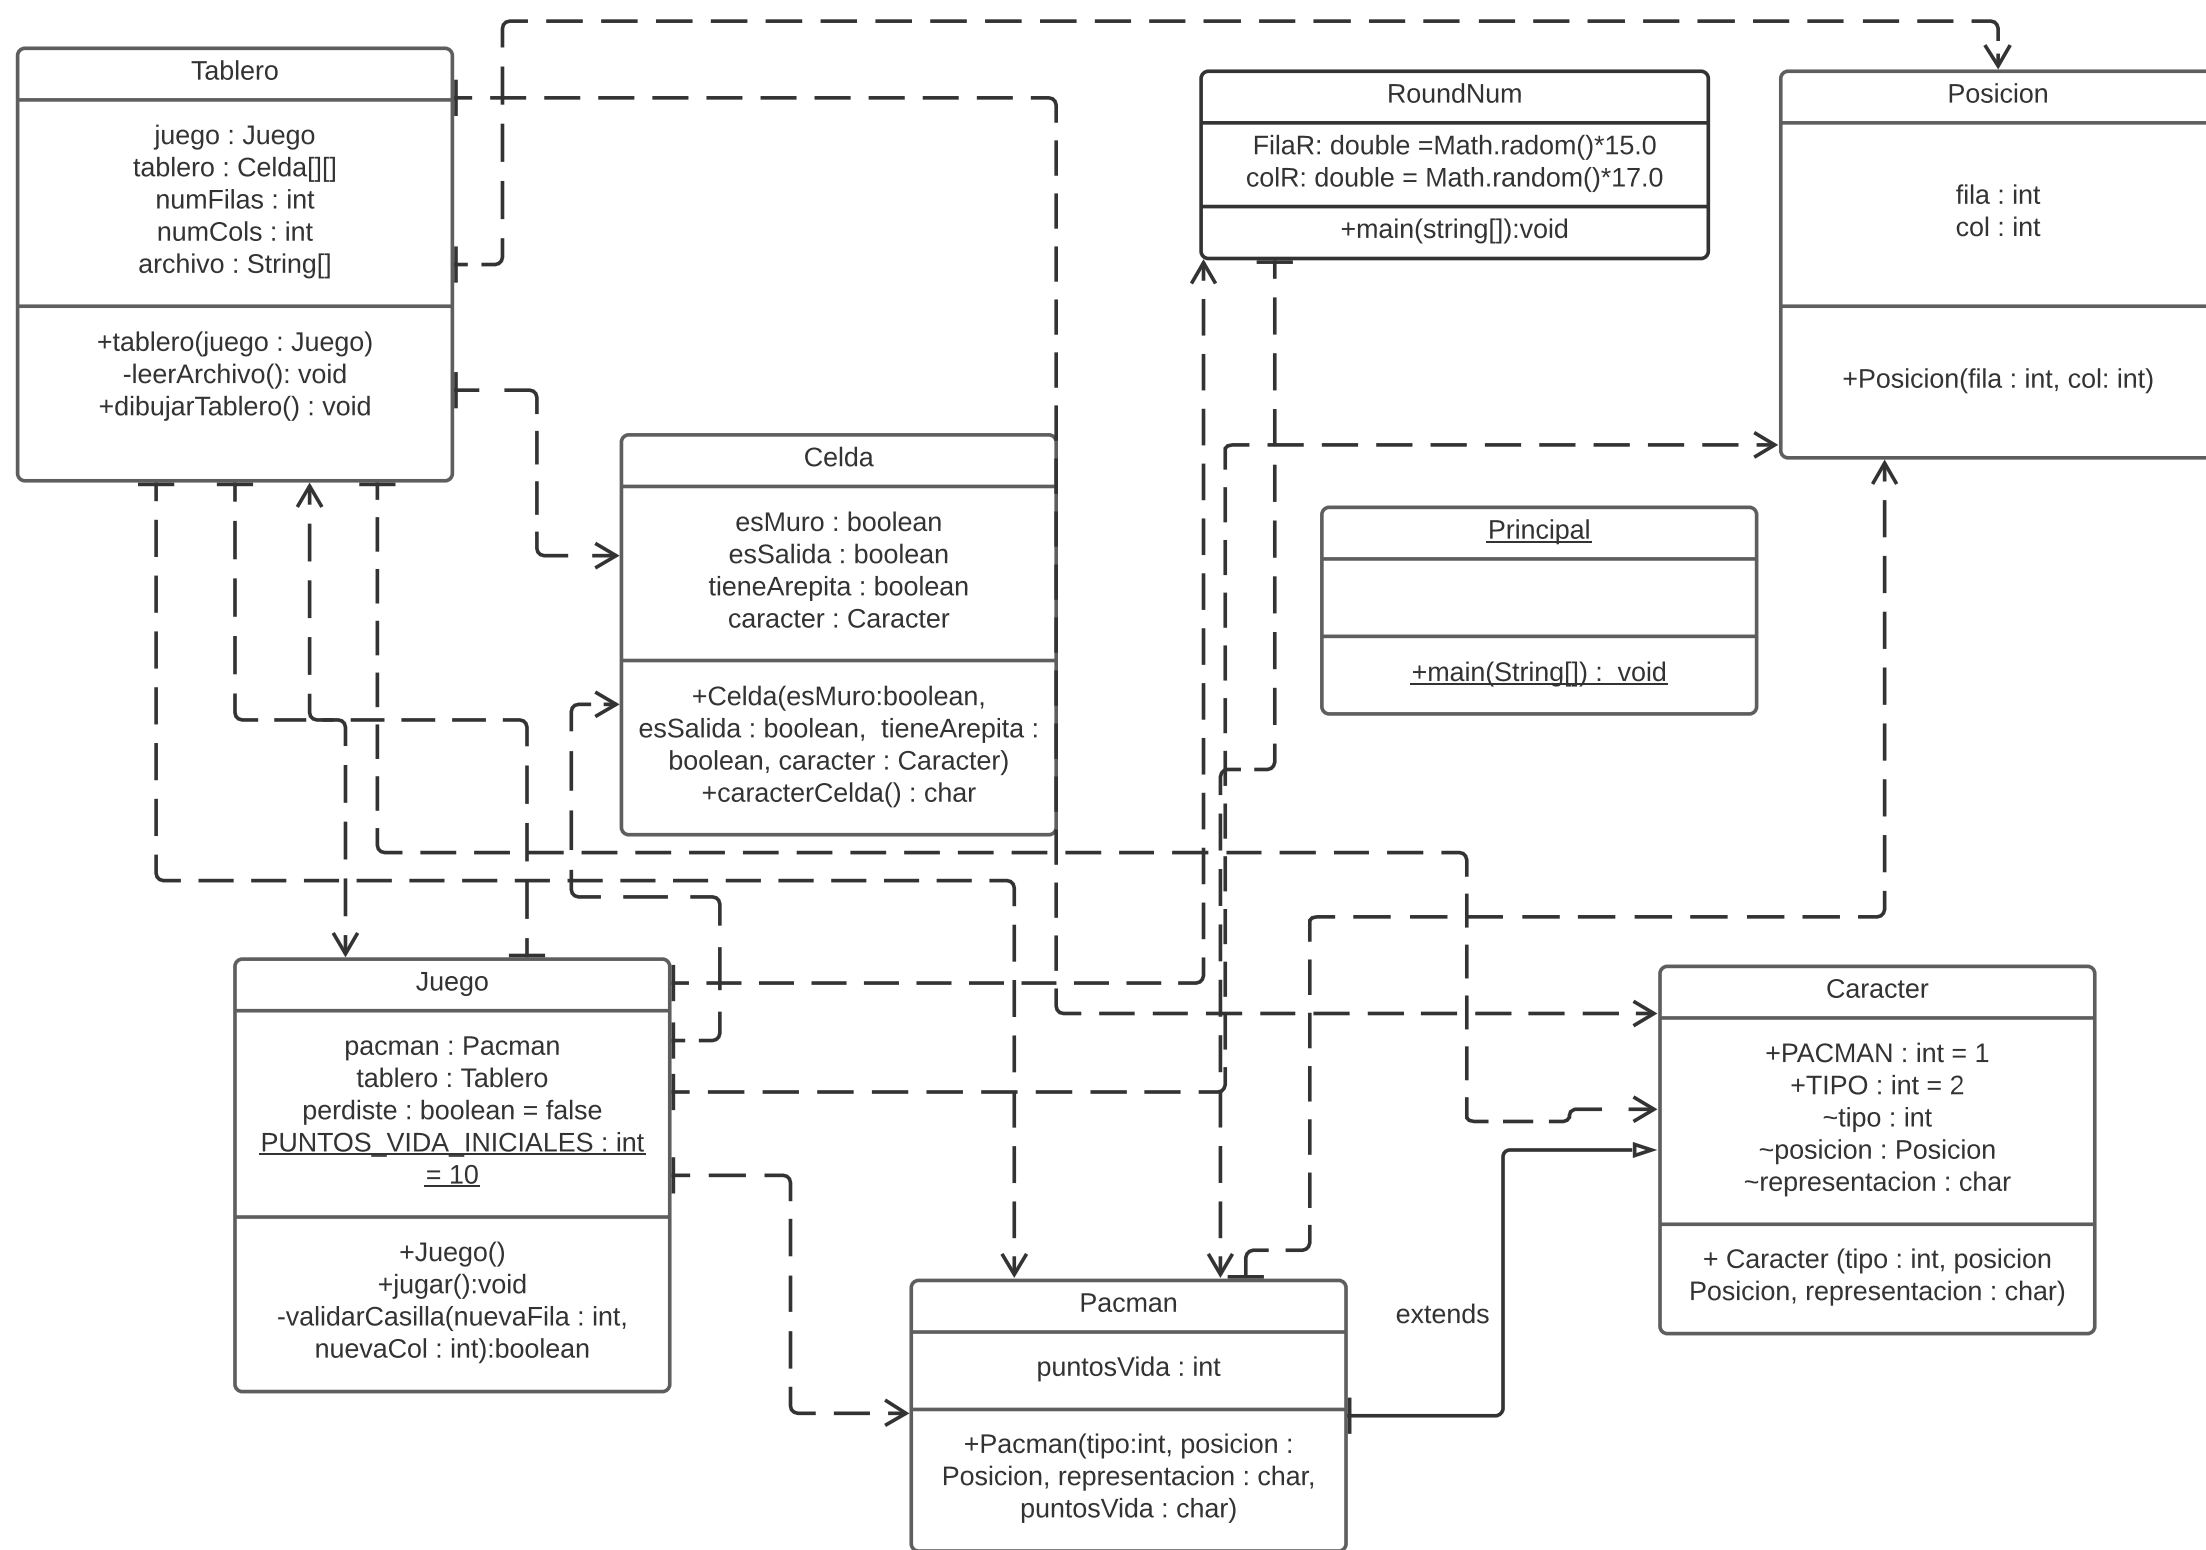 Tablero
juego : Juego
tablero : Celda[][]
numFilas : int
numCols : int
archivo : String[]
+tablero(juego : Juego)
-leerArchivo(): void
+dibujarTablero() : void
RoundNum
FilaR: double =Math.radom()*15.0
colR: double = Math.random()*17.0
+main(string[]):void
Posicion
fila : int
col : int
+Posicion(fila : int, col: int)
Celda
esMuro : boolean
esSalida : boolean
tieneArepita : boolean
caracter : Caracter
+Celda(esMuro:boolean,
esSalida : boolean,  tieneArepita :
boolean, caracter : Caracter)
+caracterCelda() : char
Principal
+main(String[]) :  void
Juego
pacman : Pacman
tablero : Tablero
perdiste : boolean = false
PUNTOS_VIDA_INICIALES : int
= 10
+Juego()
+jugar():void
-validarCasilla(nuevaFila : int,
nuevaCol : int):boolean
Caracter
+PACMAN : int = 1
+TIPO : int = 2
~tipo : int
~posicion : Posicion
~representacion : char
+ Caracter (tipo : int, posicion
Posicion, representacion : char)
extends
Pacman
puntosVida : int
+Pacman(tipo:int, posicion :
Posicion, representacion : char,
puntosVida : char)